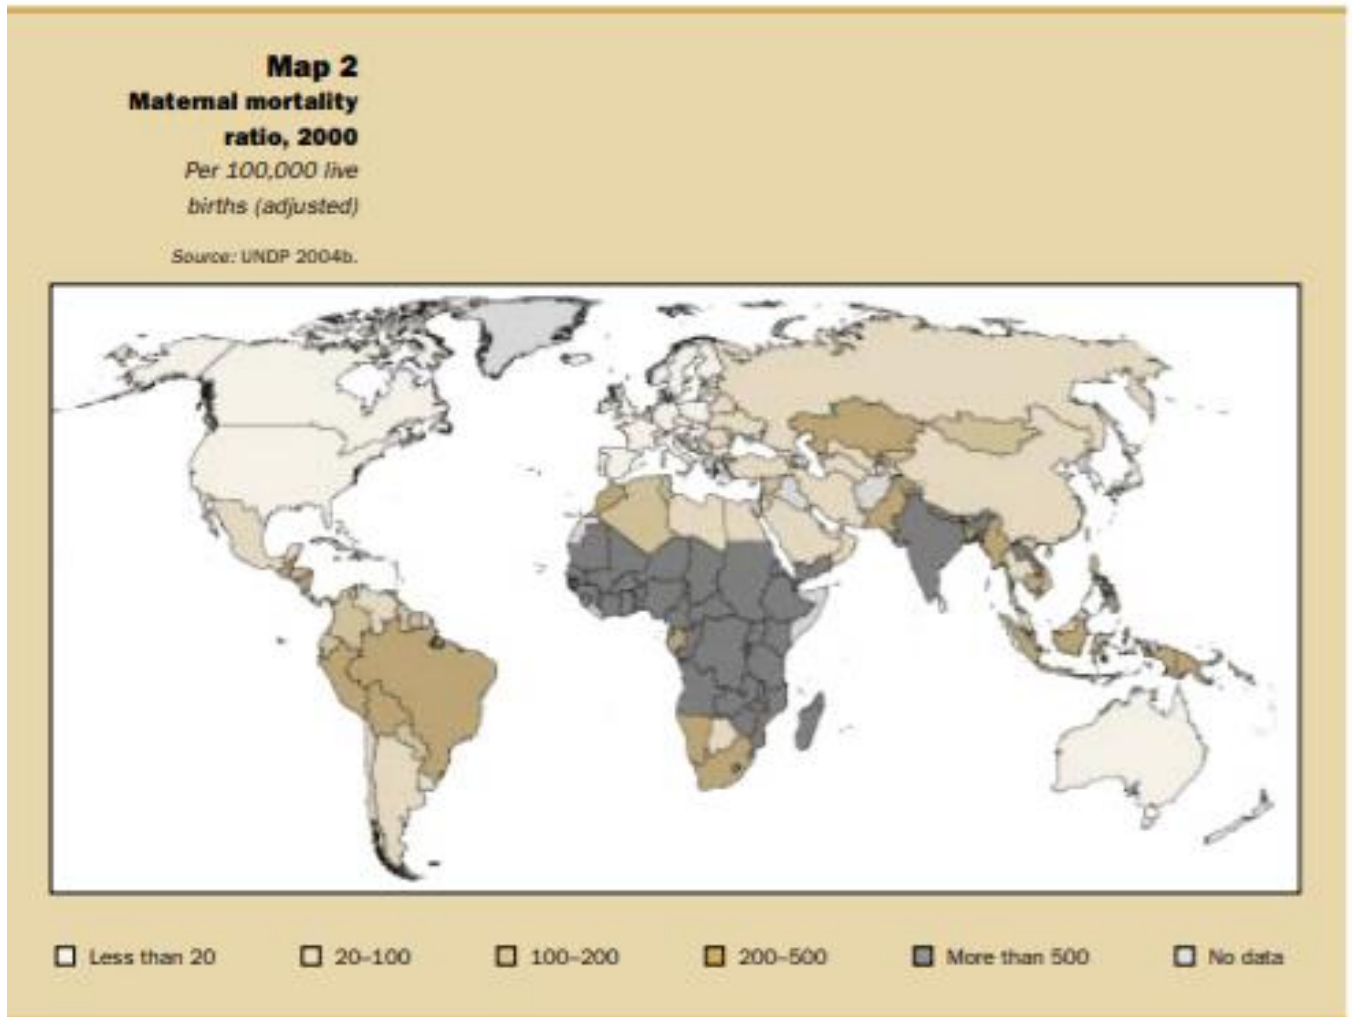 Map 2
Maternal mortality
ratio, 2000
Per 100,000 live
births (adjusted)
Source: UNDP 2004b.
Less than 20
20–100
100–200
200–500
More than 500
No data